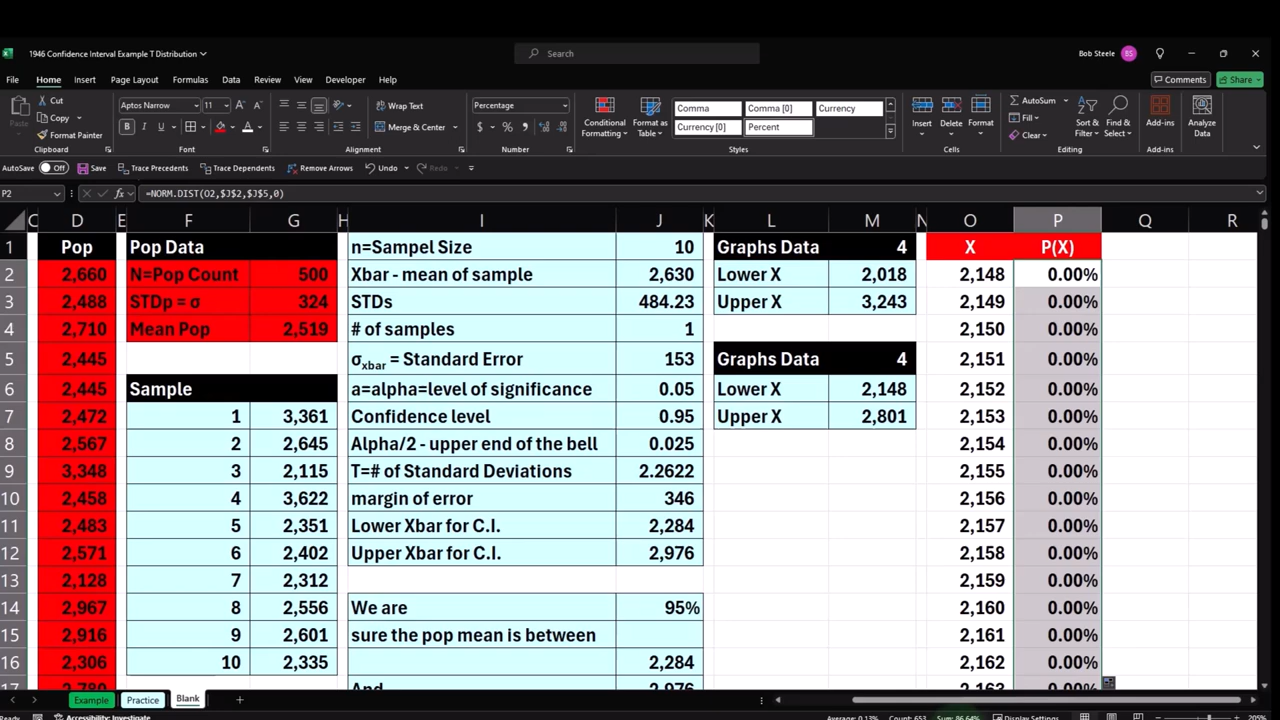 1946 Confidence Interval Example T Distribution
Search
Bob Steele BS
File Home Insert Page Layout Formulas Data Review View Developer Help
Comments Share
Paste Cut Copy Format Painter
Aptos Narrow 11 Wrap Text Merge & Center
Percentage
Conditional Formatting Format as Table
Comma Comma [0] Currency
Currency [0] Percent
Insert Delete Format
AutoSum Fill Clear
Sort & Filter Find & Select Add-ins Analyze Data
Clipboard Font Alignment Number Styles Cells Editing Add-ins
AutoSave Off Save Trace Precedents Trace Dependents Remove Arrows Undo Redo
P2 fx =NORM.DIST(O2,$J$2,$J$5,0)
C D E F G H I J K L M N O P Q R
1 Pop Pop Data n=Sampel Size 10 Graphs Data 4 X P(X)
2 2,660 N=Pop Count 500 Xbar - mean of sample 2,630 Lower X 2,018 2,148 0.00%
3 2,488 STDp = σ 324 STDs 484.23 Upper X 3,243 2,149 0.00%
4 2,710 Mean Pop 2,519 # of samples 1 2,150 0.00%
5 2,445 σxbar = Standard Error 153 Graphs Data 4 2,151 0.00%
6 2,445 Sample a=alpha=level of significance 0.05 Lower X 2,148 2,152 0.00%
7 2,472 1 3,361 Confidence level 0.95 Upper X 2,801 2,153 0.00%
8 2,567 2 2,645 Alpha/2 - upper end of the bell 0.025 2,154 0.00%
9 3,348 3 2,115 T=# of Standard Deviations 2.2622 2,155 0.00%
10 2,458 4 3,622 margin of error 346 2,156 0.00%
11 2,483 5 2,351 Lower Xbar for C.I. 2,284 2,157 0.00%
12 2,571 6 2,402 Upper Xbar for C.I. 2,976 2,158 0.00%
13 2,128 7 2,312 2,159 0.00%
14 2,967 8 2,556 We are 95% 2,160 0.00%
15 2,916 9 2,601 sure the pop mean is between 2,161 0.00%
16 2,306 10 2,335 2,284 2,162 0.00%
17 2,780 And 2,976 2,163 0.00%
Example Practice Blank
Ready Accessibility: Investigate Average: 0.13% Count: 653 Sum: 86.64% Display Settings 205%